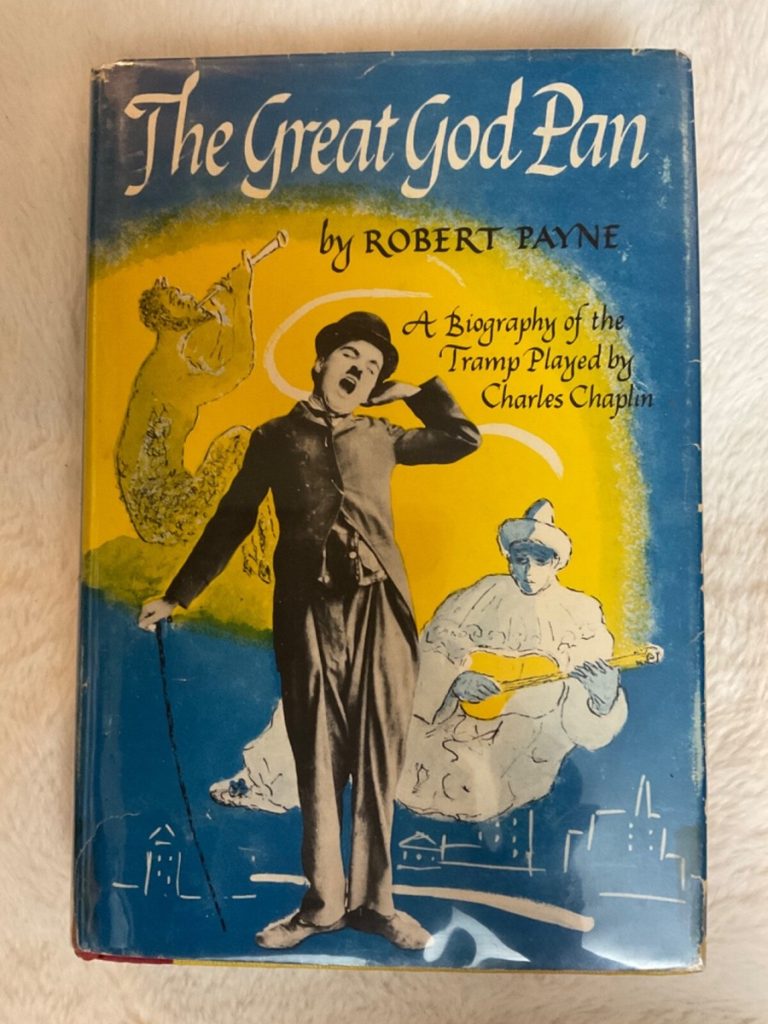 The Great God Pan
by ROBERT PAYNE
A Biography of the
Tramp Played by
Charles Chaplin